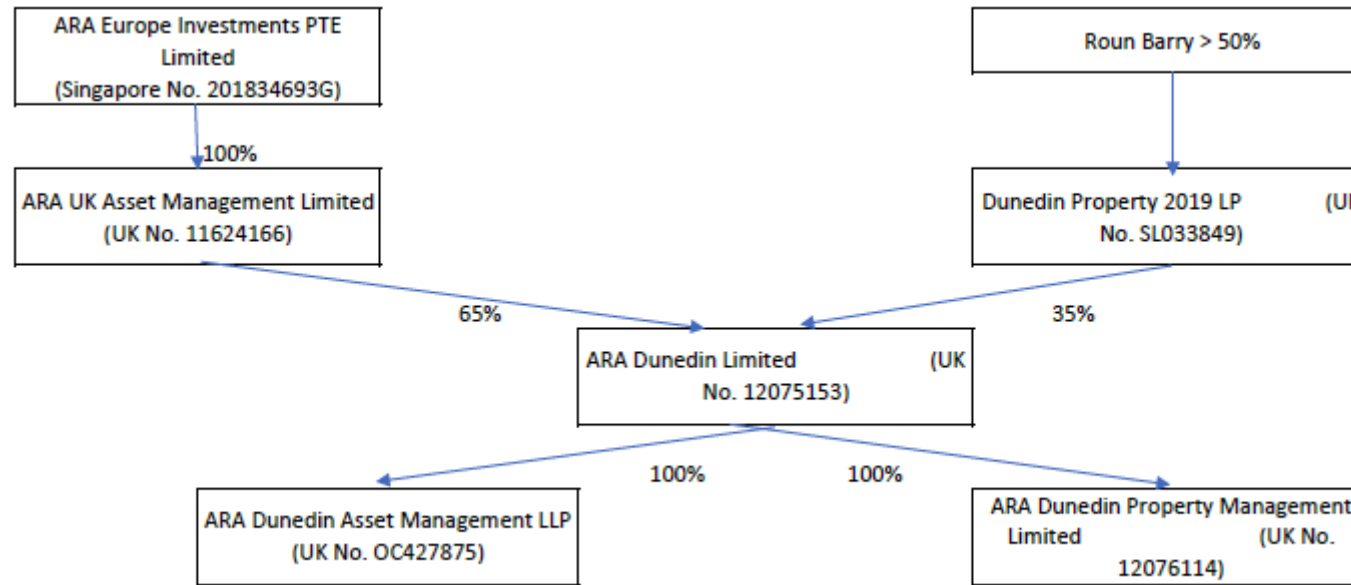 ARA Europe Investments PTE
Limited
(Singapore No. 201834693G)
Roun Barry > 50%
100%
ARA UK Asset Management Limited
(UK No. 11624166)
Dunedin Property 2019 LP (U
No. SL033849)
65%
35%
ARA Dunedin Limited (UK
No. 12075153)
100%
100%
ARA Dunedin Asset Management LLP
(UK No. OC427875)
ARA Dunedin Property Management
Limited (UK No.
12076114)